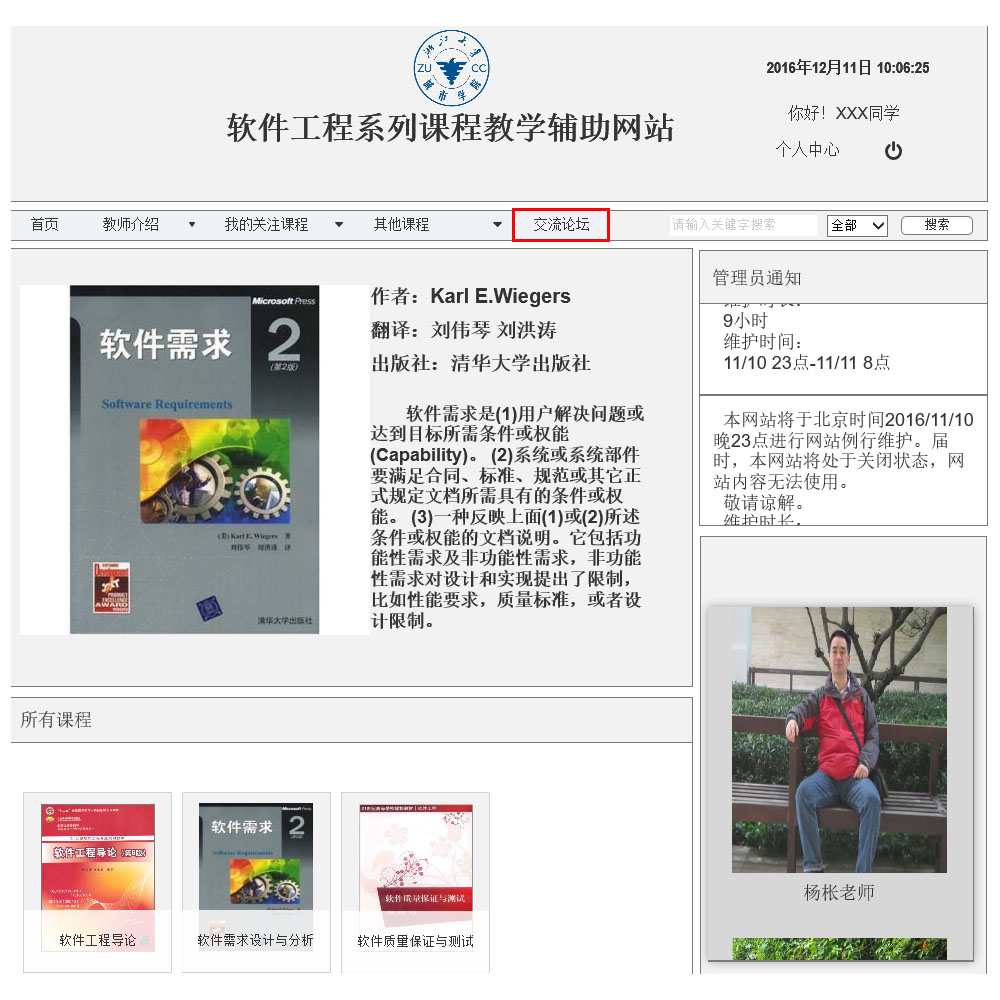 浙江大学
ZU CC
城市学院
软件工程系列课程教学辅助网站
2016年12月11日 10:06:25
你好！XXX同学
个人中心
首页 教师介绍 我的关注课程 其他课程 交流论坛 请输入关键字搜索 全部 搜索
Microsoft Press
软件需求 2
(第2版)
Software Requirements
(美) Karl E. Wiegers 著
刘伟琴 刘洪涛 译
PRODUCT
EXCELLENCE
AWARD
清华大学出版社
作者：Karl E.Wiegers
翻译：刘伟琴 刘洪涛
出版社：清华大学出版社
软件需求是(1)用户解决问题或
达到目标所需条件或权能
(Capability)。 (2)系统或系统部件
要满足合同、标准、规范或其它正
式规定文档所需具有的条件或权
能。 (3)一种反映上面(1)或(2)所述
条件或权能的文档说明。它包括功
能性需求及非功能性需求，非功能
性需求对设计和实现提出了限制，
比如性能要求，质量标准，或者设
计限制。
管理员通知
维护时长：
9小时
维护时间：
11/10 23点-11/11 8点
本网站将于北京时间2016/11/10
晚23点进行网站例行维护。届
时，本网站将处于关闭状态，网
站内容无法使用。
敬请谅解。
维护时长：
杨枨老师
所有课程
软件工程导论（第6版）
软件工程导论
Microsoft Press
软件需求 2
Software Requirements
软件需求设计与分析
软件质量保证与测试
软件质量保证与测试